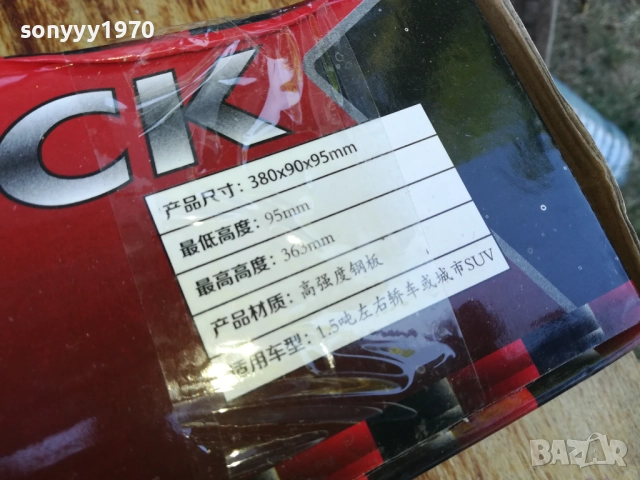 sonyyy1970
CK
产品尺寸：380x90x95mm
最低高度：95mm
最高高度：363mm
产品材质：高强度钢板
适用车型：1.5吨左右轿车或城市SUV
BAZAR